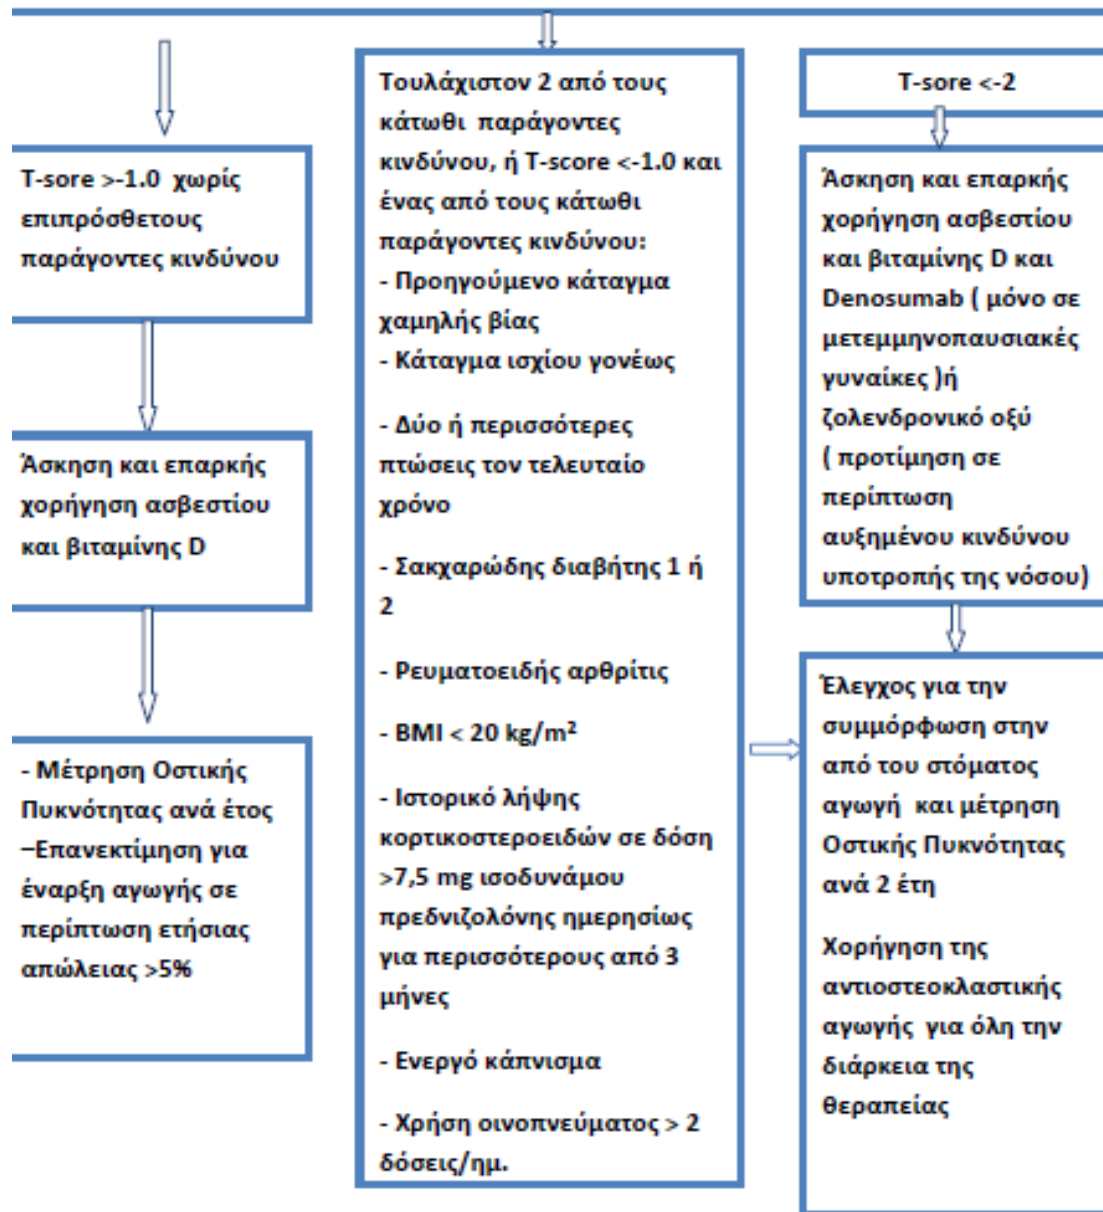 T-sore >-1.0 χωρίς
επιπρόσθετους
παράγοντες κινδύνου
Άσκηση και επαρκής
χορήγηση ασβεστίου
και βιταμίνης D
- Μέτρηση Οστικής
Πυκνότητας ανά έτος
–Επανεκτίμηση για
έναρξη αγωγής σε
περίπτωση ετήσιας
απώλειας >5%
Τουλάχιστον 2 από τους
κάτωθι παράγοντες
κινδύνου, ή T-score <-1.0 και
ένας από τους κάτωθι
παράγοντες κινδύνου:
- Προηγούμενο κάταγμα
χαμηλής βίας
- Κάταγμα ισχίου γονέως
- Δύο ή περισσότερες
πτώσεις τον τελευταίο
χρόνο
- Σακχαρώδης διαβήτης 1 ή
2
- Ρευματοειδής αρθρίτις
- BMI < 20 kg/m²
- Ιστορικό λήψης
κορτικοστεροειδών σε δόση
>7,5 mg ισοδυνάμου
πρεδνιζολόνης ημερησίως
για περισσότερους από 3
μήνες
- Ενεργό κάπνισμα
- Χρήση οινοπνεύματος > 2
δόσεις/ημ.
T-sore <-2
Άσκηση και επαρκής
χορήγηση ασβεστίου
και βιταμίνης D και
Denosumab ( μόνο σε
μετεμμηνοπαυσιακές
γυναίκες )ή
ζολενδρονικό οξύ
( προτίμηση σε
περίπτωση
αυξημένου κινδύνου
υποτροπής της νόσου)
Έλεγχος για την
συμμόρφωση στην
από του στόματος
αγωγή και μέτρηση
Οστικής Πυκνότητας
ανά 2 έτη
Χορήγηση της
αντιοστεοκλαστικής
αγωγής για όλη την
διάρκεια της
θεραπείας